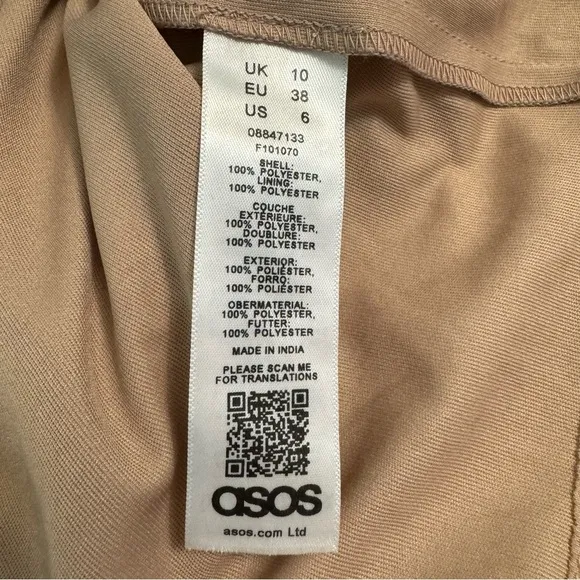 UK 10
EU 38
US 6
08847133
F101070
SHELL:
100% POLYESTER,
LINING:
100% POLYESTER
COUCHE
EXTÉRIEURE:
100% POLYESTER,
DOUBLURE:
100% POLYESTER
EXTERIOR:
100% POLIÉSTER,
FORRO:
100% POLIÉSTER
OBERMATERIAL:
100% POLYESTER,
FUTTER:
100% POLYESTER
MADE IN INDIA
PLEASE SCAN ME
FOR TRANSLATIONS
asos
asos.com Ltd